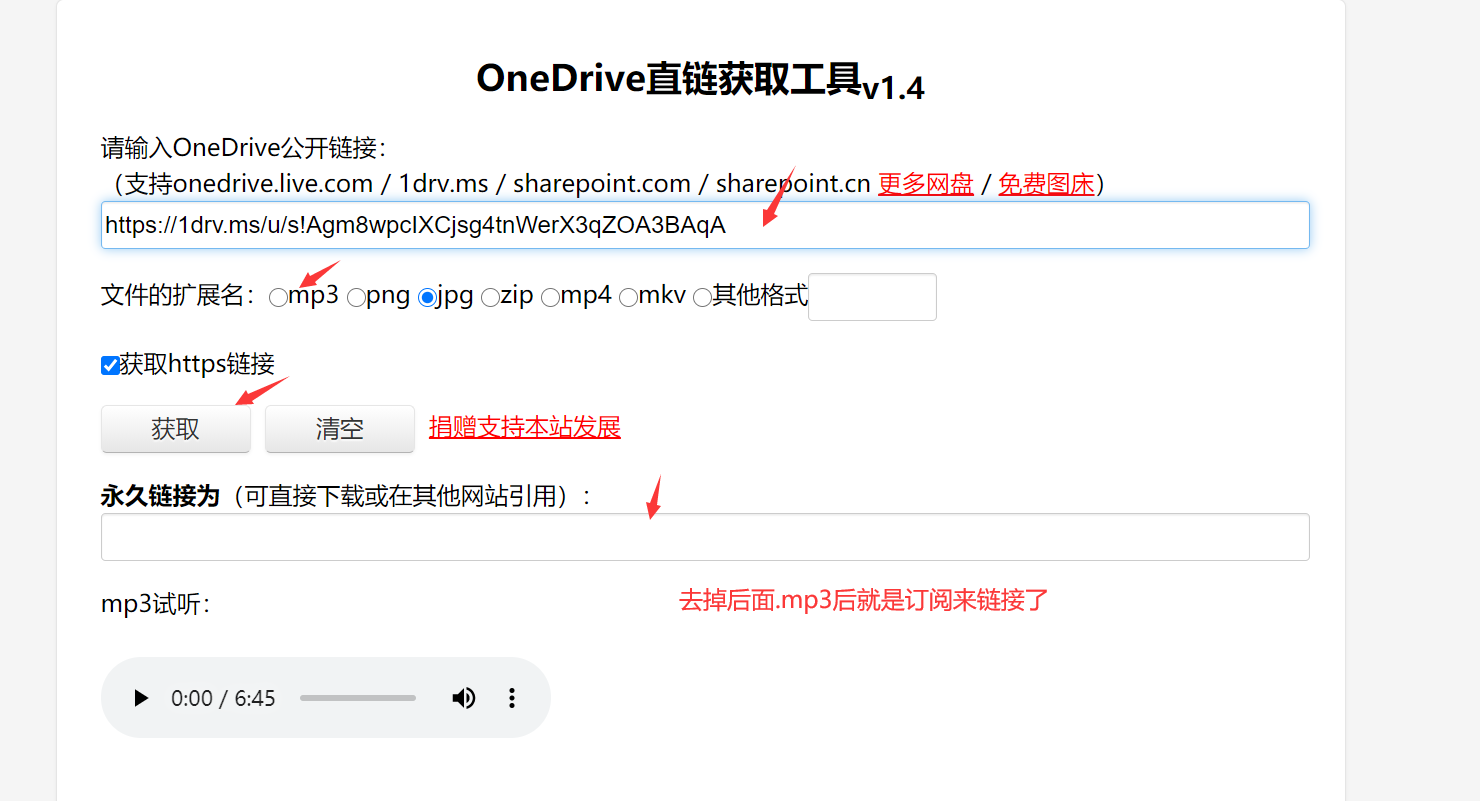 OneDrive直链获取工具v1.4
请输入OneDrive公开链接：
（支持onedrive.live.com / 1drv.ms / sharepoint.com / sharepoint.cn 更多网盘 / 免费图床）
https://1drv.ms/u/s!Agm8wpcIXCjsg4tnWerX3qZOA3BAqA
文件的扩展名：mp3 png jpg zip mp4 mkv 其他格式
获取https链接
获取 清空 捐赠支持本站发展
永久链接为（可直接下载或在其他网站引用）：
mp3试听：
去掉后面.mp3后就是订阅来链接了
0:00 / 6:45